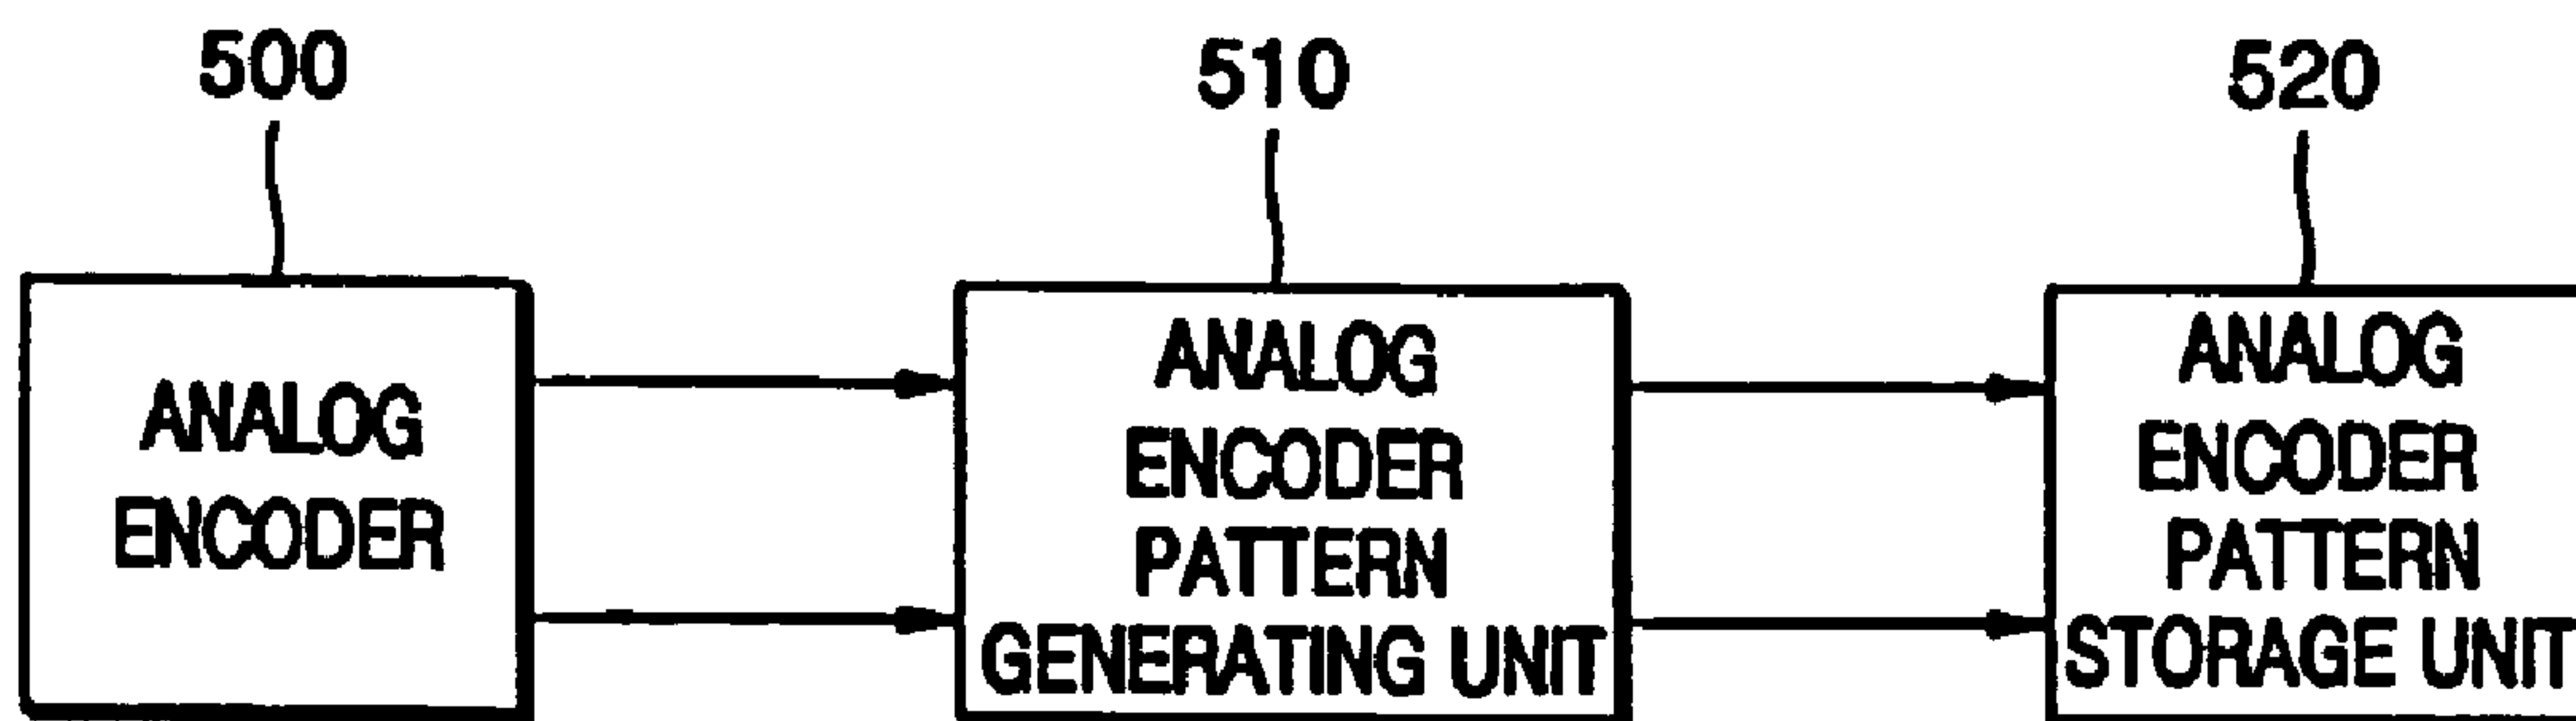 500
510
520
ANALOG
ENCODER
ANALOG
ENCODER
PATTERN
GENERATING UNIT
ANALOG
ENCODER
PATTERN
STORAGE UNIT